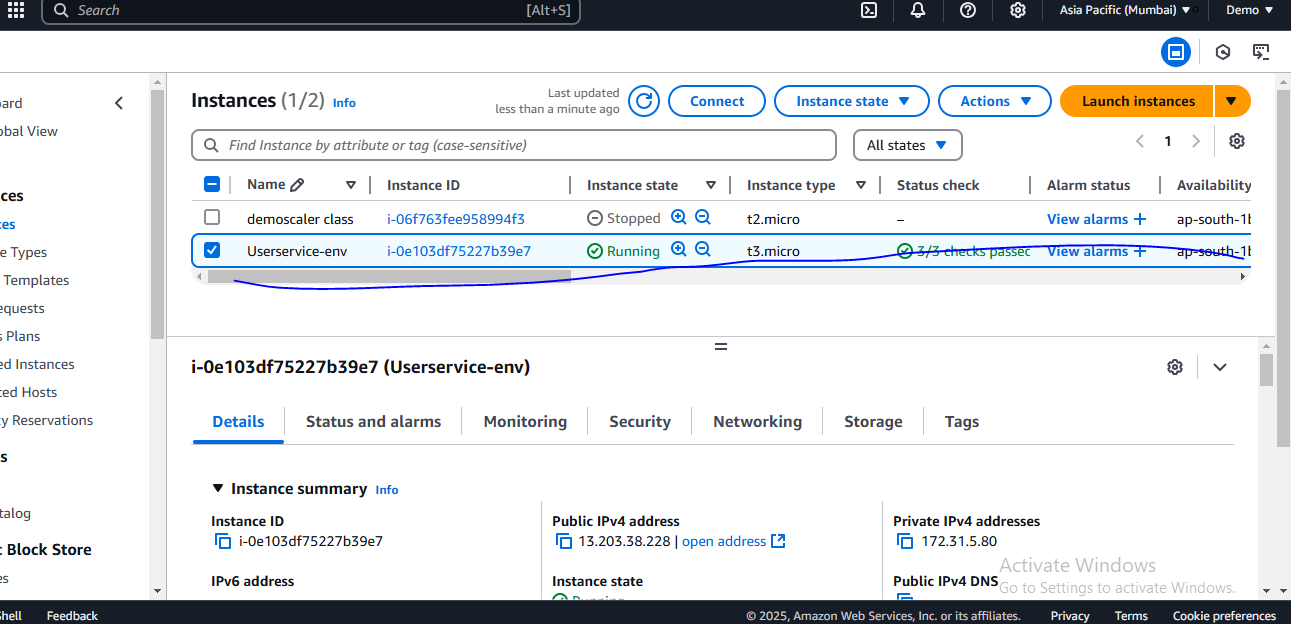 Search [Alt+S] Asia Pacific (Mumbai) Demo
Instances (1/2) Info Last updated less than a minute ago Connect Instance state Actions Launch instances
ard
obal View
Find Instance by attribute or tag (case-sensitive) All states 1
Name Instance ID Instance state Instance type Status check Alarm status Availability
demoscaler class i-06f763fee958994f3 Stopped t2.micro – View alarms + ap-south-1b
Userservice-env i-0e103df75227b39e7 Running t3.micro 3/3 checks passed View alarms + ap-south-1b
ces
es
e Types
Templates
equests
s Plans
ed Instances
ted Hosts
y Reservations
s
talog
c Block Store
es
i-0e103df75227b39e7 (Userservice-env)
Details Status and alarms Monitoring Security Networking Storage Tags
Instance summary Info
Instance ID Public IPv4 address Private IPv4 addresses
i-0e103df75227b39e7 13.203.38.228 | open address 172.31.5.80
IPv6 address Instance state Public IPv4 DNS
Running
Activate Windows
Go to Settings to activate Windows.
Shell Feedback © 2025, Amazon Web Services, Inc. or its affiliates. Privacy Terms Cookie preferences